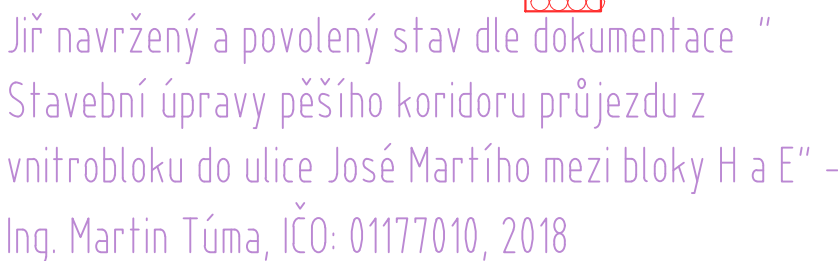 Jiř navržený a povolený stav dle dokumentace "
Stavební úpravy pěšího koridoru průjezdu z
vnitrobloku do ulice José Martího mezi bloky H a E" -
Ing. Martin Túma, IČO: 01177010, 2018